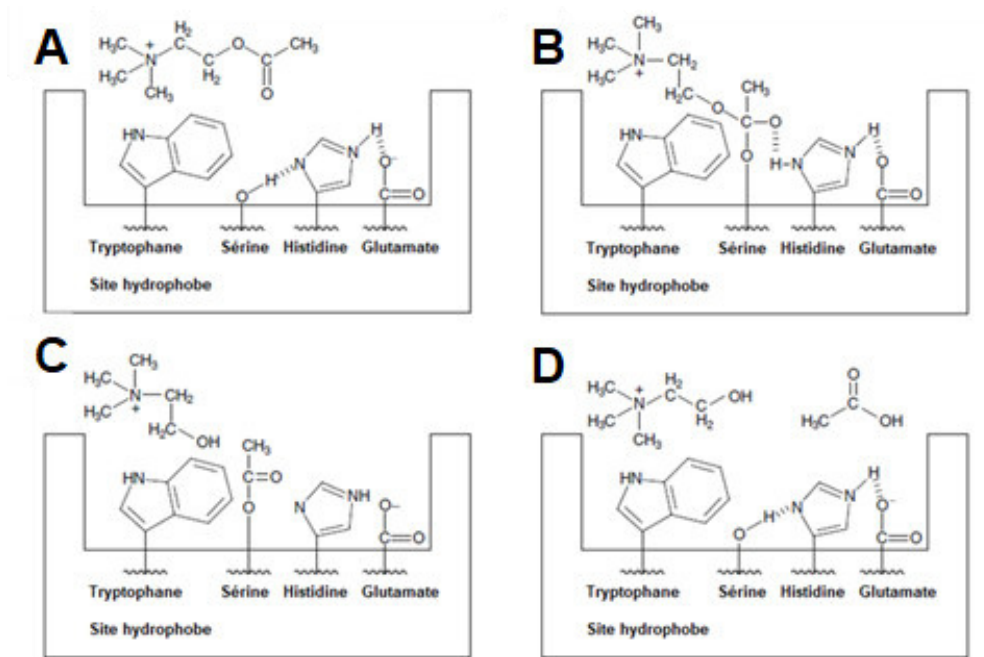 A
H₂
C
H₃C + O CH₃
H₃C N C
H₃C C O
CH₃ H₂
HN H N N H O⁻
O C O
Tryptophane Sérine Histidine Glutamate
Site hydrophobe
B
CH₃
H₃C N CH₂
H₃C + H₂C O CH₃
C O
HN O H N N H O
C O
Tryptophane Sérine Histidine Glutamate
Site hydrophobe
C
CH₃
H₃C N CH₂
H₃C + H₂C OH
CH₃
HN C O N NH O⁻
O C O
Tryptophane Sérine Histidine Glutamate
Site hydrophobe
D
H₂ O
H₃C + C OH C
H₃C N C H₃C OH
CH₃ H₂
HN H N N H O⁻
O C O
Tryptophane Sérine Histidine Glutamate
Site hydrophobe